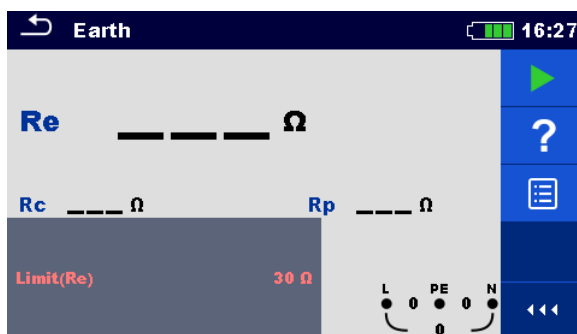 Earth 16:27
Re ___ Ω
?
Rc ___ Ω Rp ___ Ω
Limit(Re) 30 Ω
L PE N
0 0
0